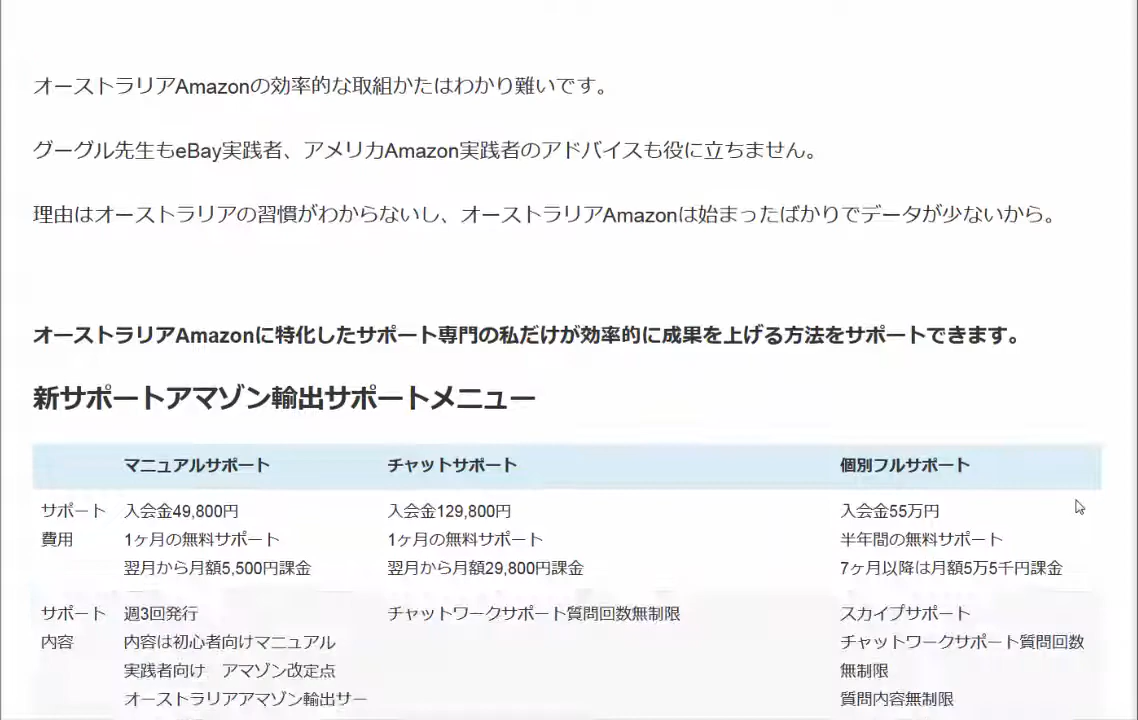 オーストラリアAmazonの効率的な取組かたはわかり難いです。
グーグル先生もeBay実践者、アメリカAmazon実践者のアドバイスも役に立ちません。
理由はオーストラリアの習慣がわからないし、オーストラリアAmazonは始まったばかりでデータが少ないから。
オーストラリアAmazonに特化したサポート専門の私だけが効率的に成果を上げる方法をサポートできます。
新サポートアマゾン輸出サポートメニュー
マニュアルサポート チャットサポート 個別フルサポート
サポート 入会金49,800円 入会金129,800円 入会金55万円
費用 1ヶ月の無料サポート 1ヶ月の無料サポート 半年間の無料サポート
翌月から月額5,500円課金 翌月から月額29,800円課金 7ヶ月以降は月額5万5千円課金
サポート 週3回発行 チャットワークサポート質問回数無制限 スカイプサポート
内容 内容は初心者向けマニュアル チャットワークサポート質問回数
実践者向け アマゾン改定点 無制限
オーストラリアアマゾン輸出サー 質問内容無制限